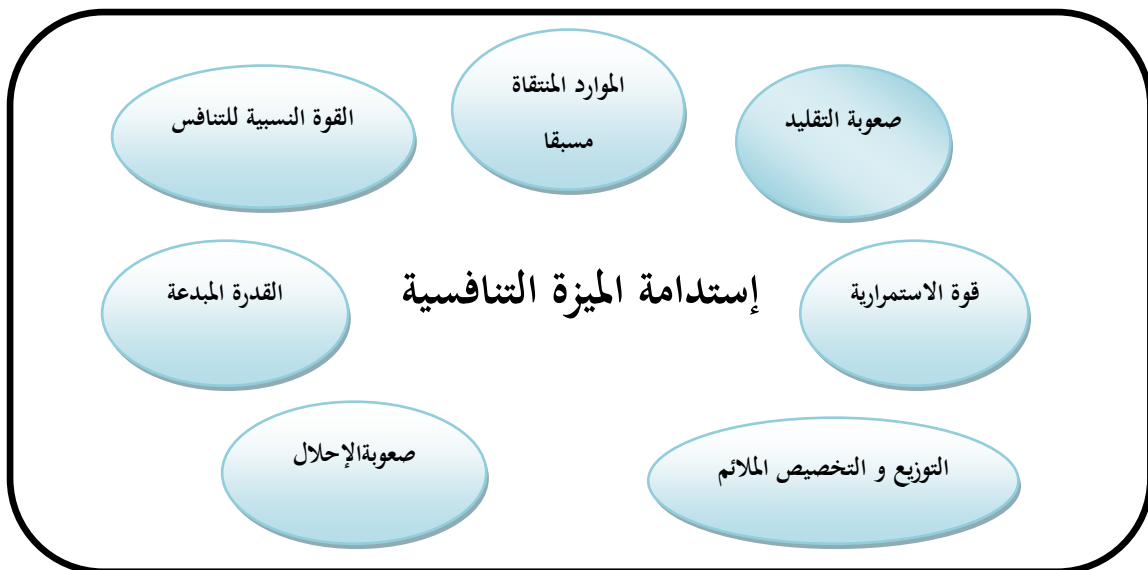 صعوبة التقليد
الموارد المنتقاة
مسبقا
القوة النسبية للتنافس
قوة الاستمرارية
إستدامة الميزة التنافسية
القدرة المبدعة
التوزيع و التخصيص الملائم
صعوبةالإحلال